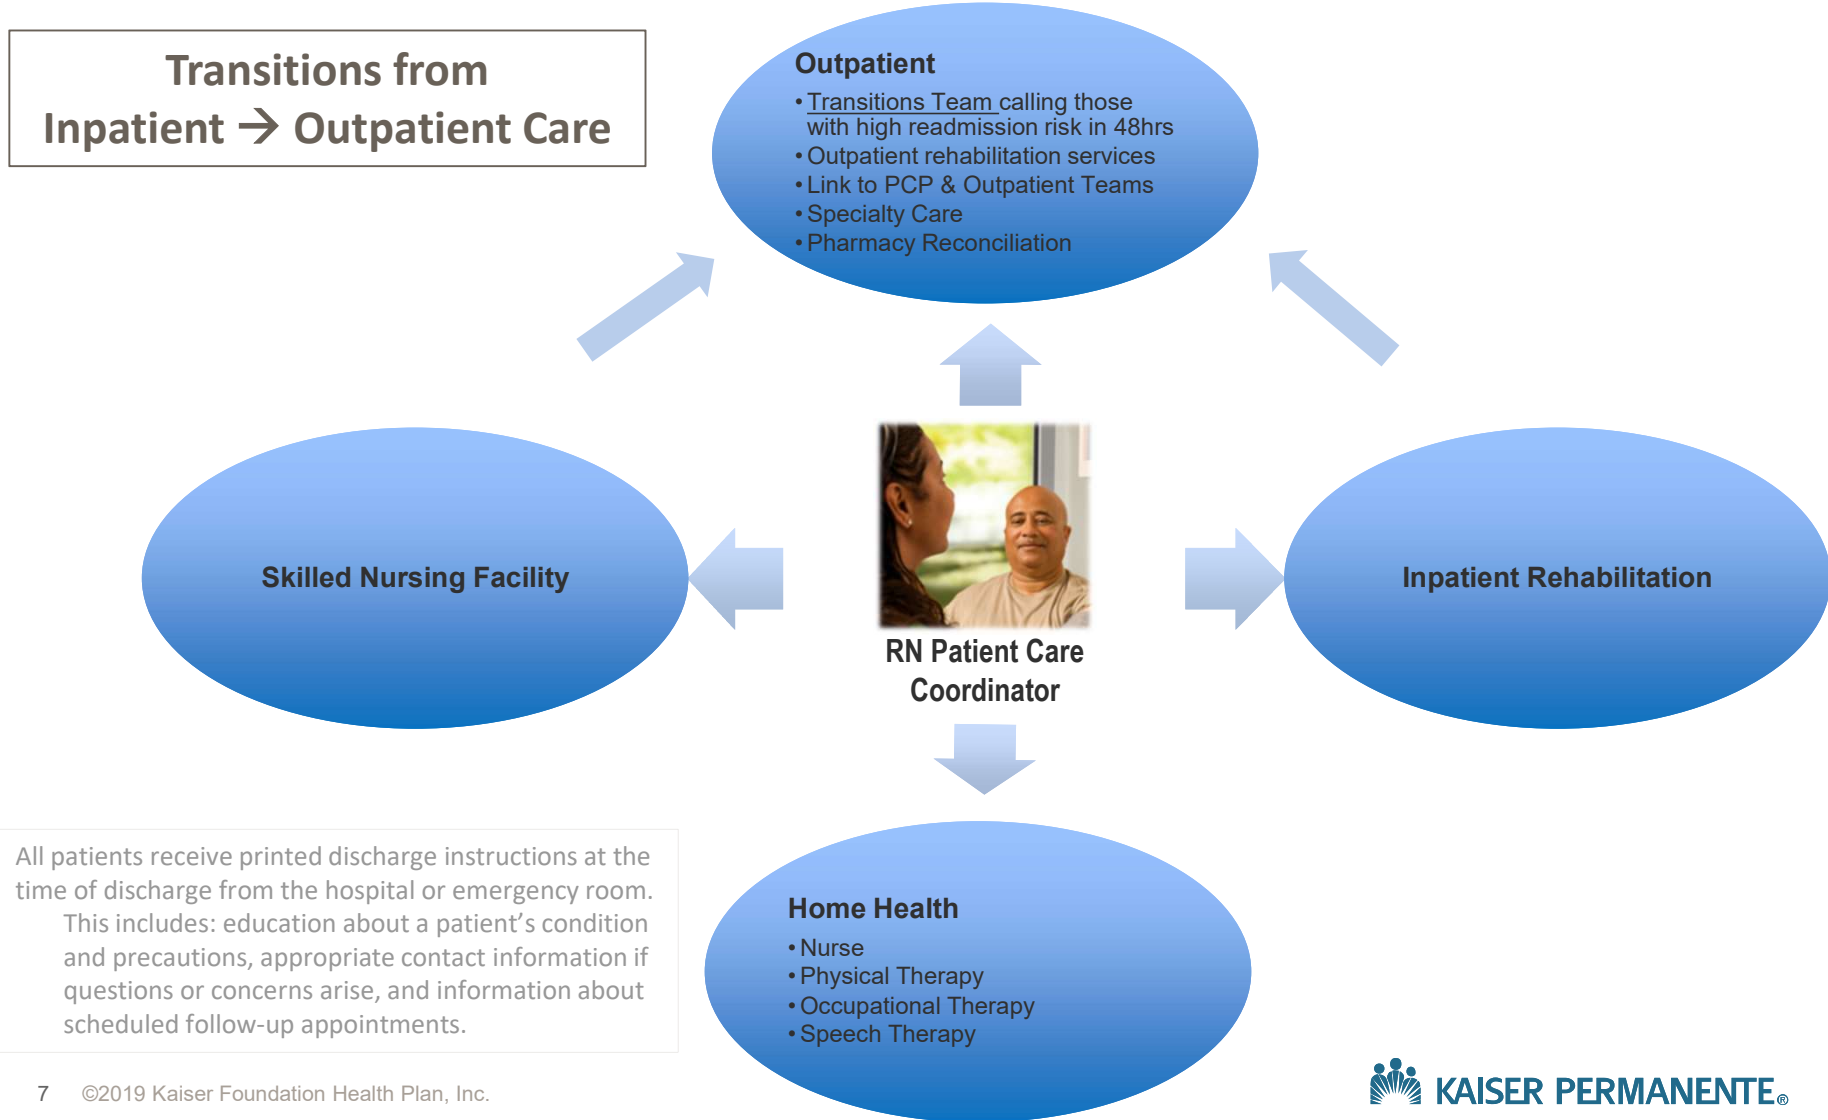 Transitions from
Inpatient → Outpatient Care
Outpatient
• Transitions Team calling those
with high readmission risk in 48hrs
• Outpatient rehabilitation services
• Link to PCP & Outpatient Teams
• Specialty Care
• Pharmacy Reconciliation
Skilled Nursing Facility
RN Patient Care
Coordinator
Inpatient Rehabilitation
Home Health
• Nurse
• Physical Therapy
• Occupational Therapy
• Speech Therapy
All patients receive printed discharge instructions at the
time of discharge from the hospital or emergency room.
This includes: education about a patient’s condition
and precautions, appropriate contact information if
questions or concerns arise, and information about
scheduled follow-up appointments.
7 ©2019 Kaiser Foundation Health Plan, Inc.
KAISER PERMANENTE®